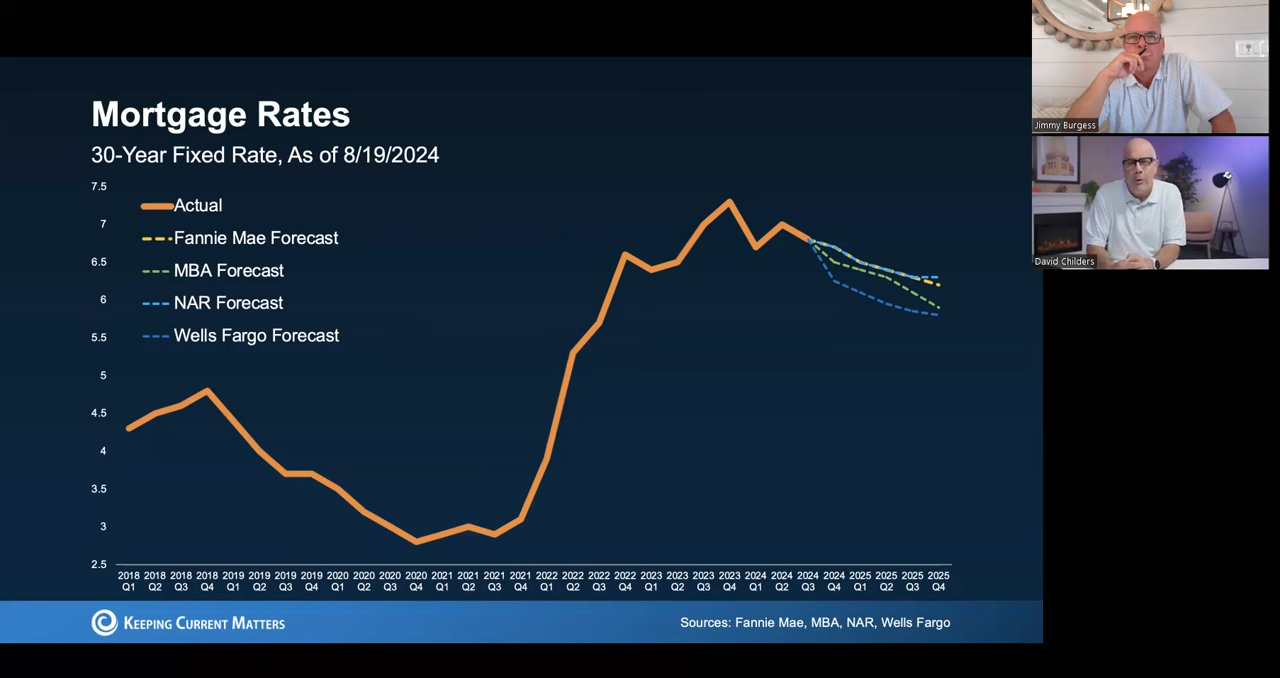 Mortgage Rates
30-Year Fixed Rate, As of 8/19/2024
7.5
7
6.5
6
5.5
5
4.5
4
3.5
3
2.5
Actual
Fannie Mae Forecast
MBA Forecast
NAR Forecast
Wells Fargo Forecast
2018 2018 2018 2018 2019 2019 2019 2019 2020 2020 2020 2020 2021 2021 2021 2021 2022 2022 2022 2022 2023 2023 2023 2023 2024 2024 2024 2024 2025 2025 2025 2025
Q1 Q2 Q3 Q4 Q1 Q2 Q3 Q4 Q1 Q2 Q3 Q4 Q1 Q2 Q3 Q4 Q1 Q2 Q3 Q4 Q1 Q2 Q3 Q4 Q1 Q2 Q3 Q4 Q1 Q2 Q3 Q4
KEEPING CURRENT MATTERS
Sources: Fannie Mae, MBA, NAR, Wells Fargo
Jimmy Burgess
David Childers